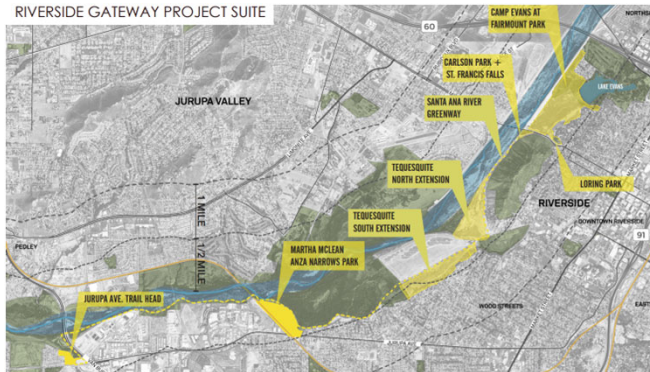 RIVERSIDE GATEWAY PROJECT SUITE
CAMP EVANS AT
FAIRMOUNT PARK
60
CARLSON PARK +
ST. FRANCIS FALLS
LAKE EVANS
JURUPA VALLEY
SANTA ANA RIVER
GREENWAY
TEQUESQUITE
NORTH EXTENSION
LORING PARK
RIVERSIDE
1 MILE
1/2 MILE
TEQUESQUITE
SOUTH EXTENSION
DOWNTOWN RIVERSIDE
91
PEDLEY
MARTHA MCLEAN
ANZA NARROWS PARK
JURUPA AVE. TRAIL HEAD
WOOD STREETS